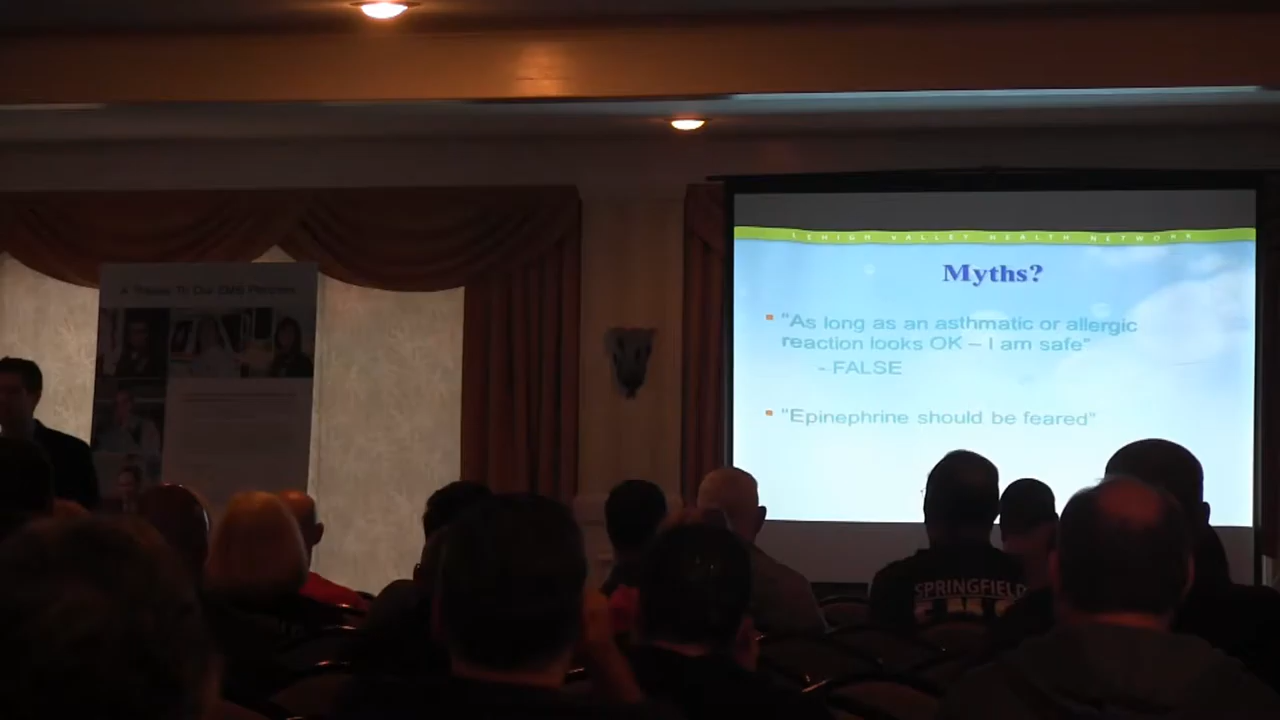 A Tribute To Our EMS Partners
LEHIGH VALLEY HEALTH NETWORK
Myths?
"As long as an asthmatic or allergic
reaction looks OK – I am safe"
- FALSE
"Epinephrine should be feared"
SPRINGFIELD